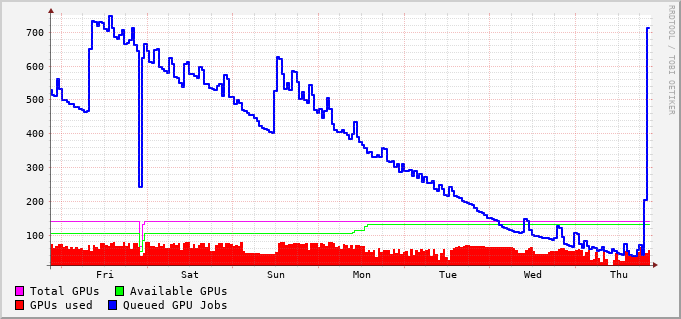 RRDTOOL / TOBI OETIKER
700
600
500
400
300
200
100
Fri Sat Sun Mon Tue Wed Thu
Total GPUs Available GPUs
GPUs used Queued GPU Jobs